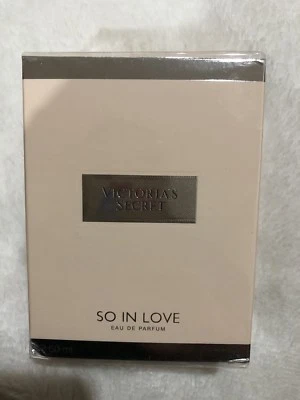 VICTORIA'S
SECRET
SO IN LOVE
EAU DE PARFUM